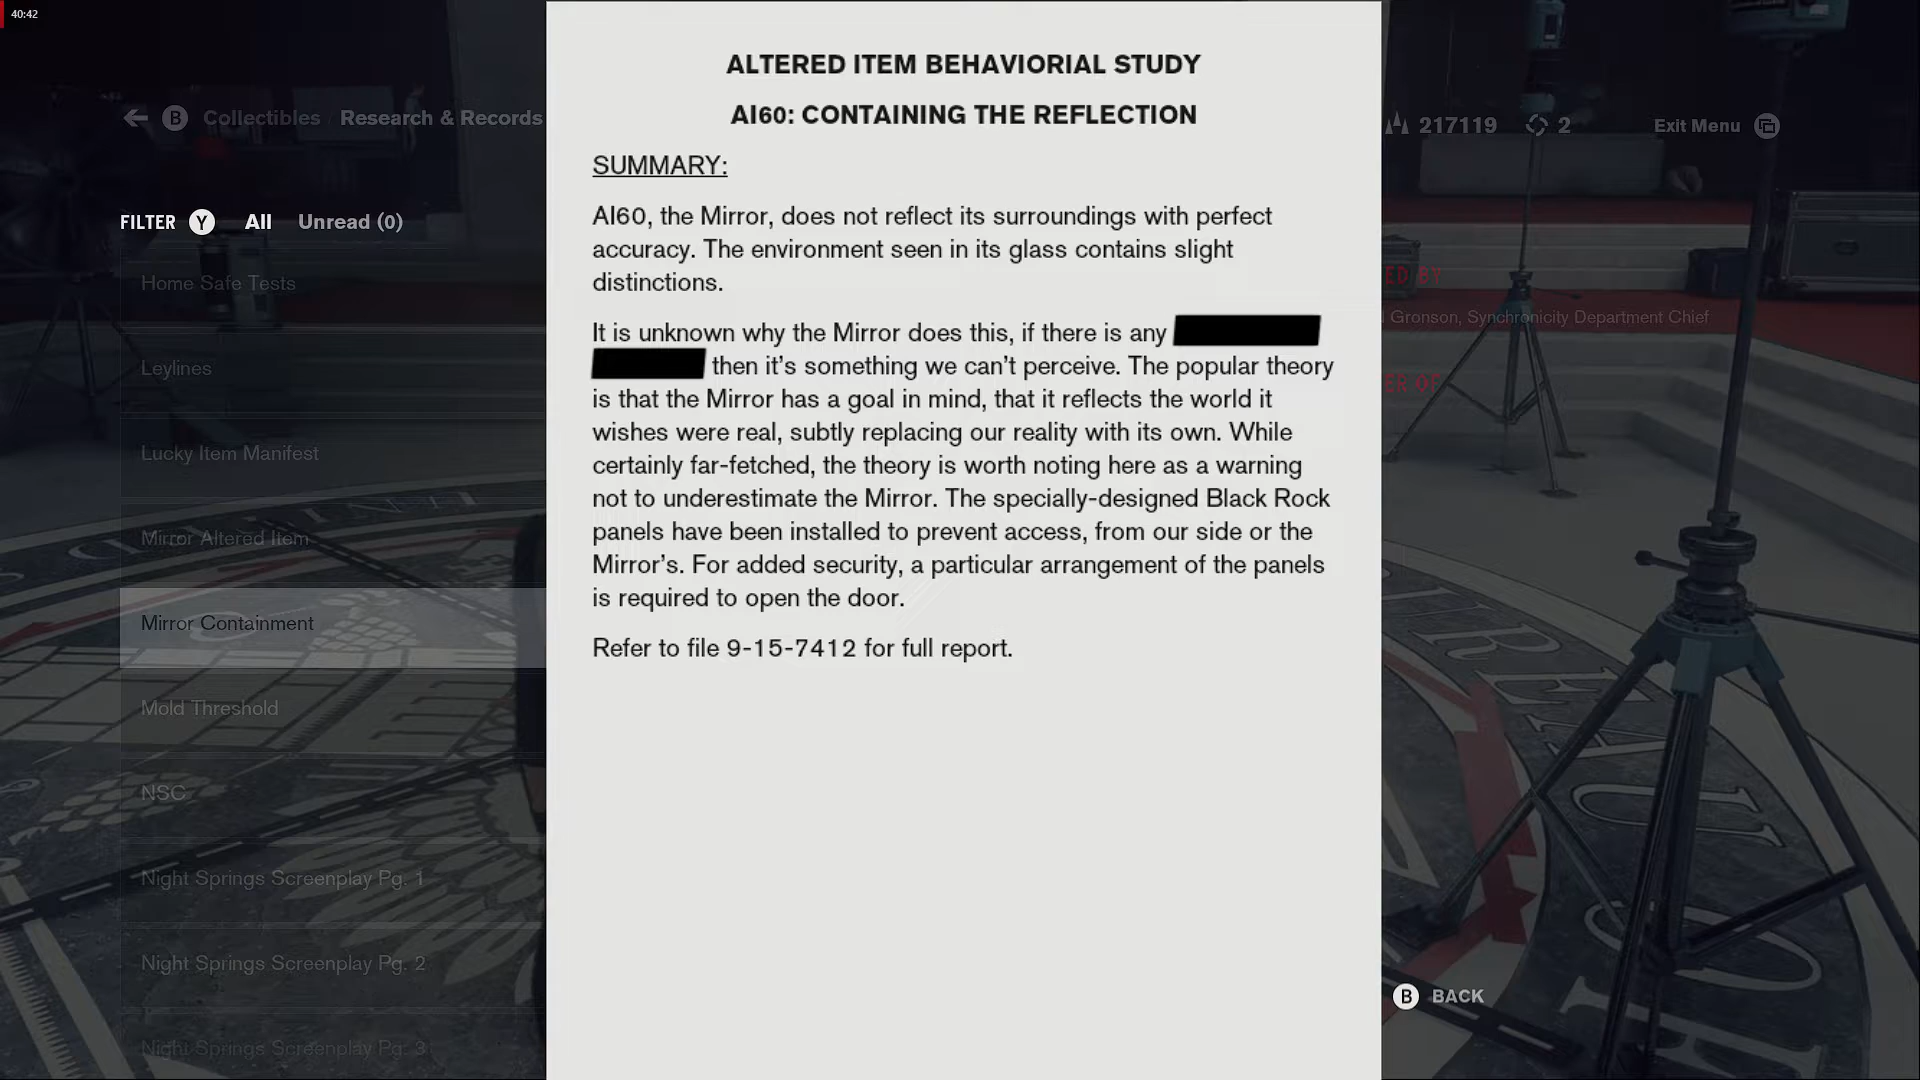 40:42
Collectibles Research & Records
217119 2 Exit Menu
FILTER Y All Unread (0)
Home Safe Tests
Leylines
Lucky Item Manifest
Mirror Altered Item
Mirror Containment
Mold Threshold
NSC
Night Springs Screenplay Pg. 1
Night Springs Screenplay Pg. 2
Night Springs Screenplay Pg. 3
ALTERED ITEM BEHAVIORIAL STUDY
AI60: CONTAINING THE REFLECTION
SUMMARY:
AI60, the Mirror, does not reflect its surroundings with perfect
accuracy. The environment seen in its glass contains slight
distinctions.
It is unknown why the Mirror does this, if there is any
then it's something we can't perceive. The popular theory
is that the Mirror has a goal in mind, that it reflects the world it
wishes were real, subtly replacing our reality with its own. While
certainly far-fetched, the theory is worth noting here as a warning
not to underestimate the Mirror. The specially-designed Black Rock
panels have been installed to prevent access, from our side or the
Mirror's. For added security, a particular arrangement of the panels
is required to open the door.
Refer to file 9-15-7412 for full report.
ED BY
Gronson, Synchronicity Department Chief
ER OF
B BACK